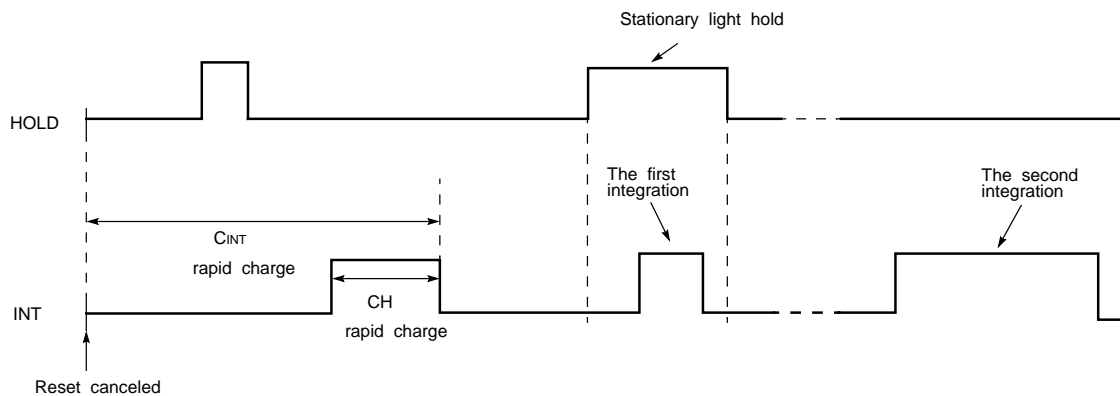 Stationary light hold
HOLD
The first
integration
The second
integration
CINT
rapid charge
CH
rapid charge
INT
Reset canceled